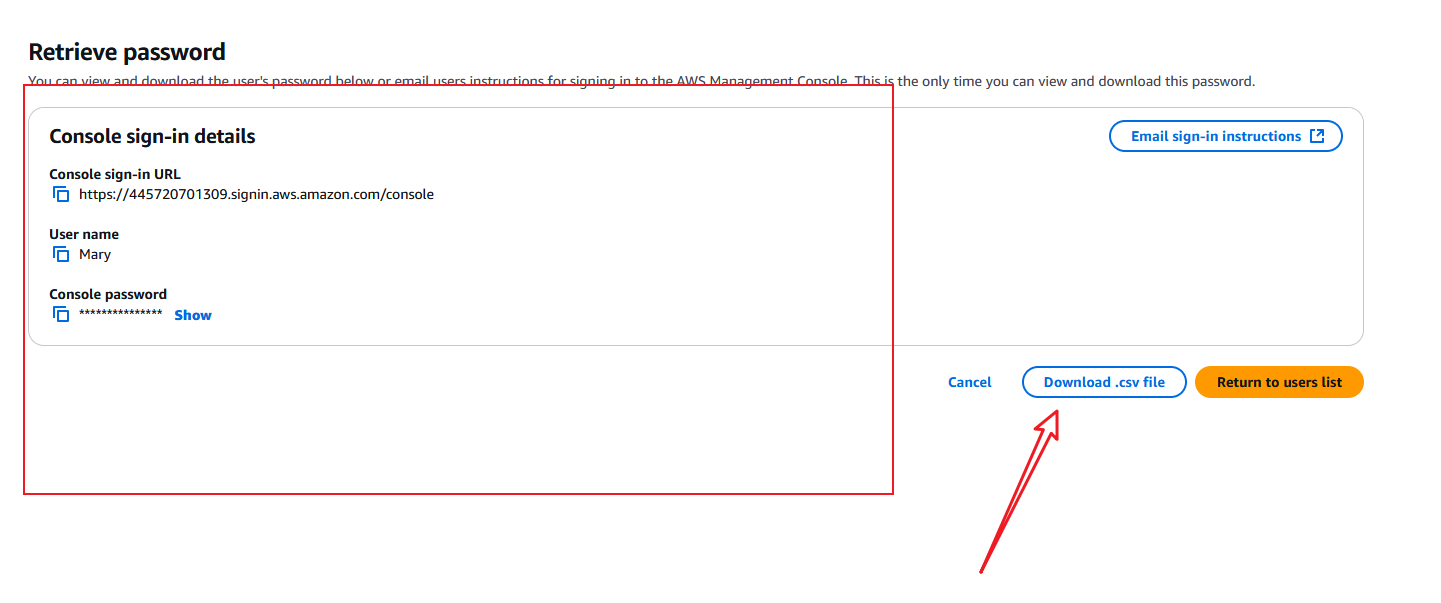 Retrieve password
You can view and download the user's password below or email users instructions for signing in to the AWS Management Console. This is the only time you can view and download this password.
Console sign-in details
Email sign-in instructions
Console sign-in URL
https://445720701309.signin.aws.amazon.com/console
User name
Mary
Console password
*************** Show
Cancel
Download .csv file
Return to users list